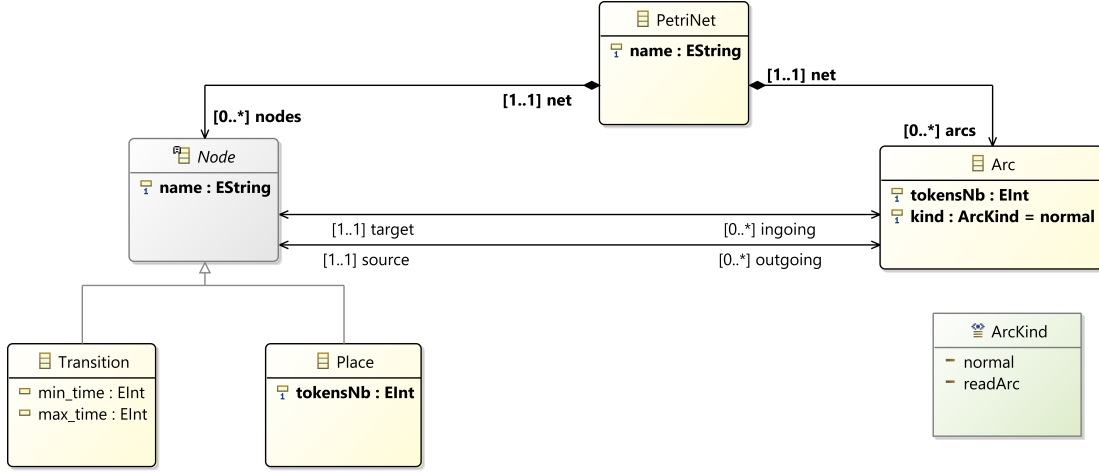 PetriNet
name : EString
[1..1] net
[1..1] net
[0..*] nodes
[0..*] arcs
Node
name : EString
Arc
tokensNb : EInt
kind : ArcKind = normal
[1..1] target
[0..*] ingoing
[1..1] source
[0..*] outgoing
Transition
min_time : EInt
max_time : EInt
Place
tokensNb : EInt
ArcKind
normal
readArc